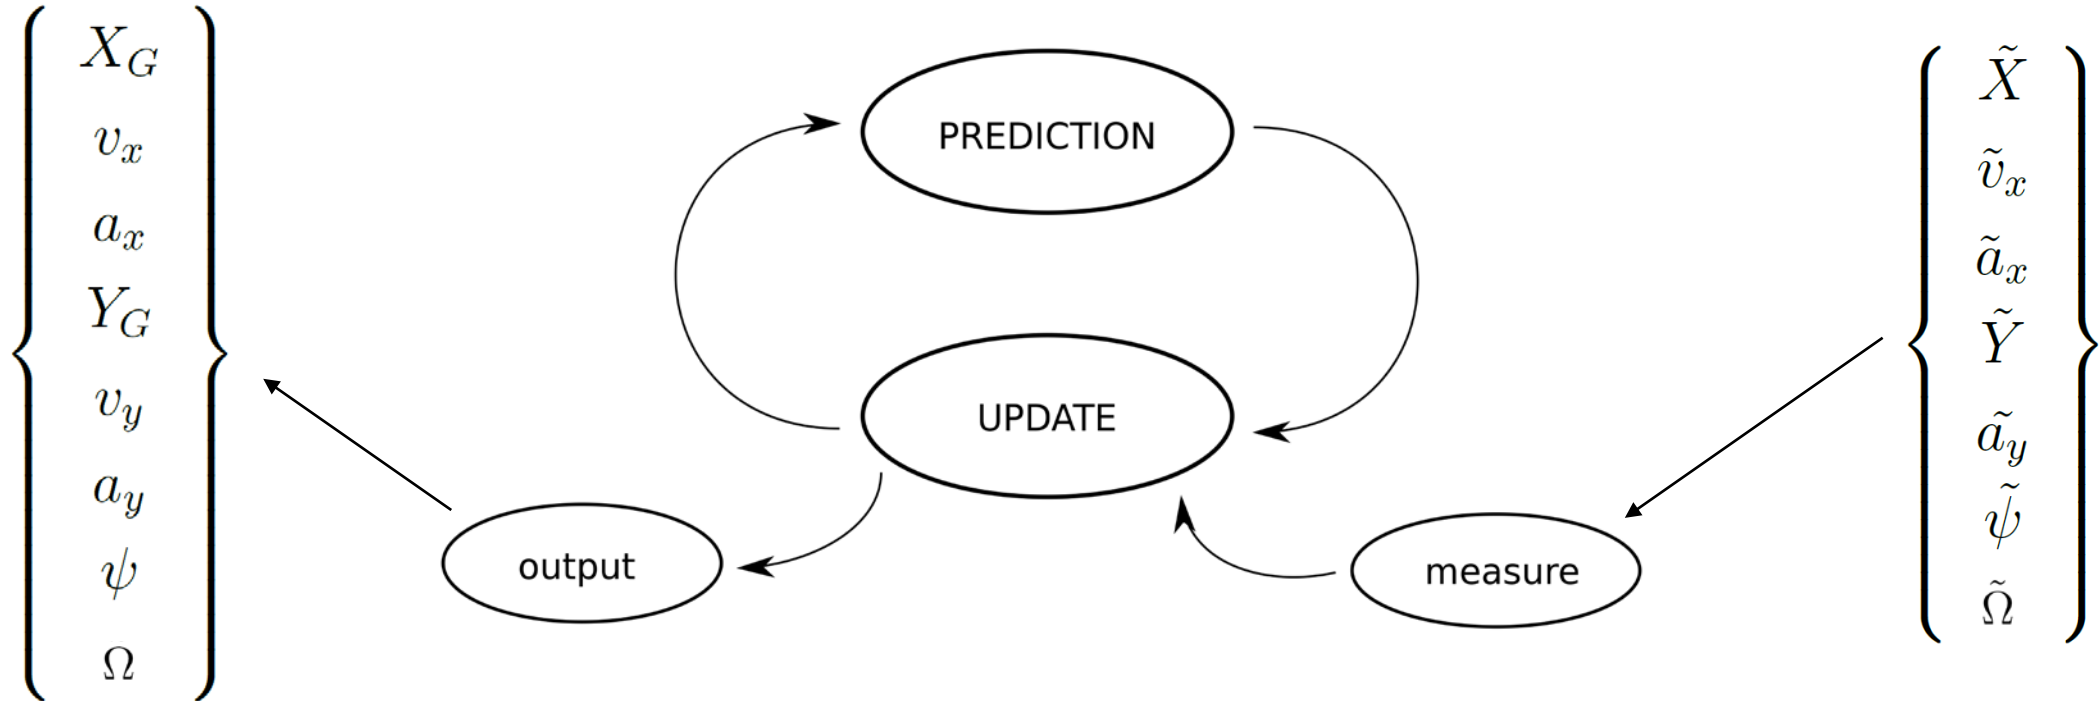 X_G
v_x
a_x
Y_G
v_y
a_y
ψ
Ω
PREDICTION
UPDATE
output
measure
X̃
ṽ_x
ã_x
Ỹ
ã_y
ψ̃
Ω̃